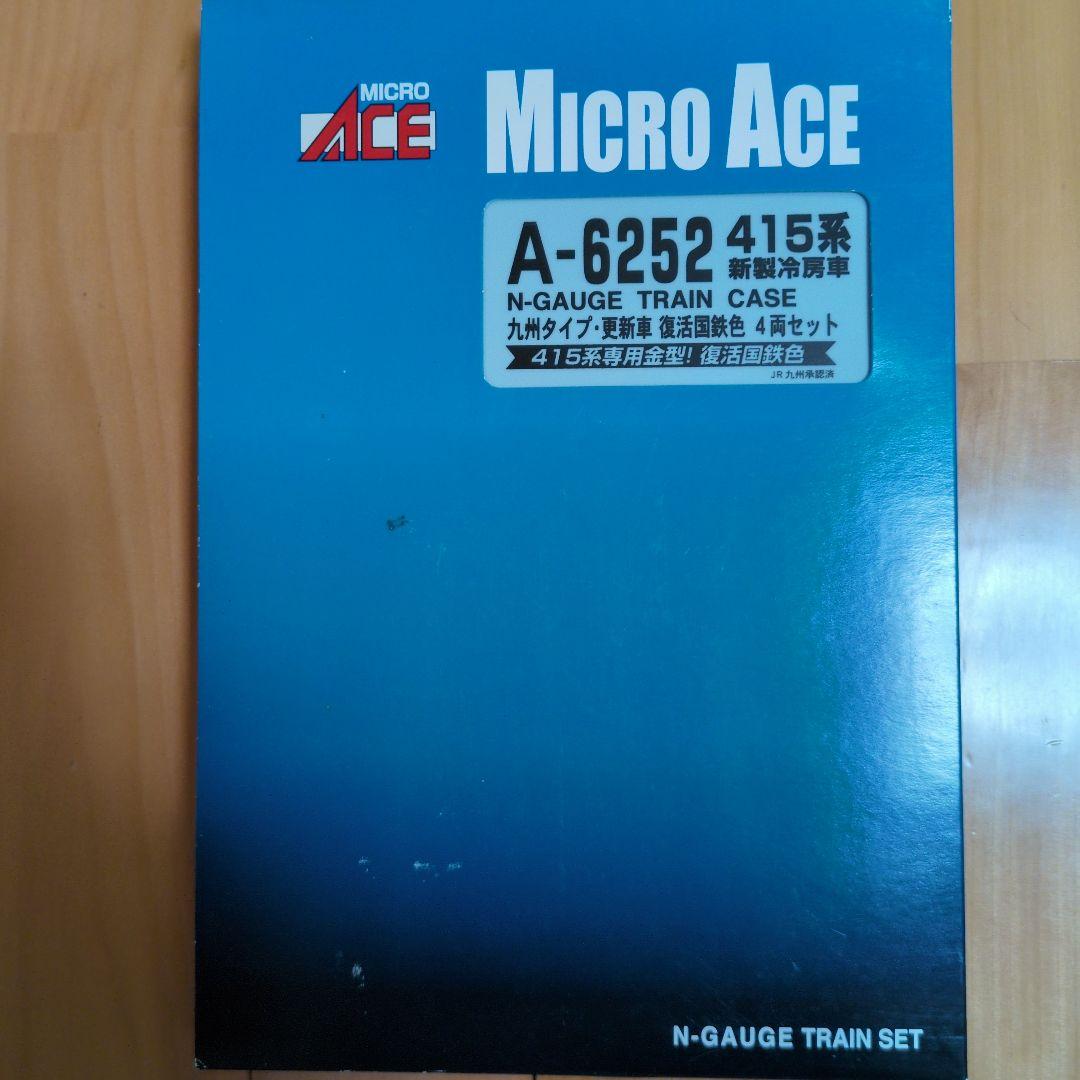 MICRO
ACE
MICRO ACE
A-6252 415系
新製冷房車
N-GAUGE TRAIN CASE
九州タイプ・更新車 復活国鉄色 4両セット
415系専用金型! 復活国鉄色
JR九州承認済
N-GAUGE TRAIN SET